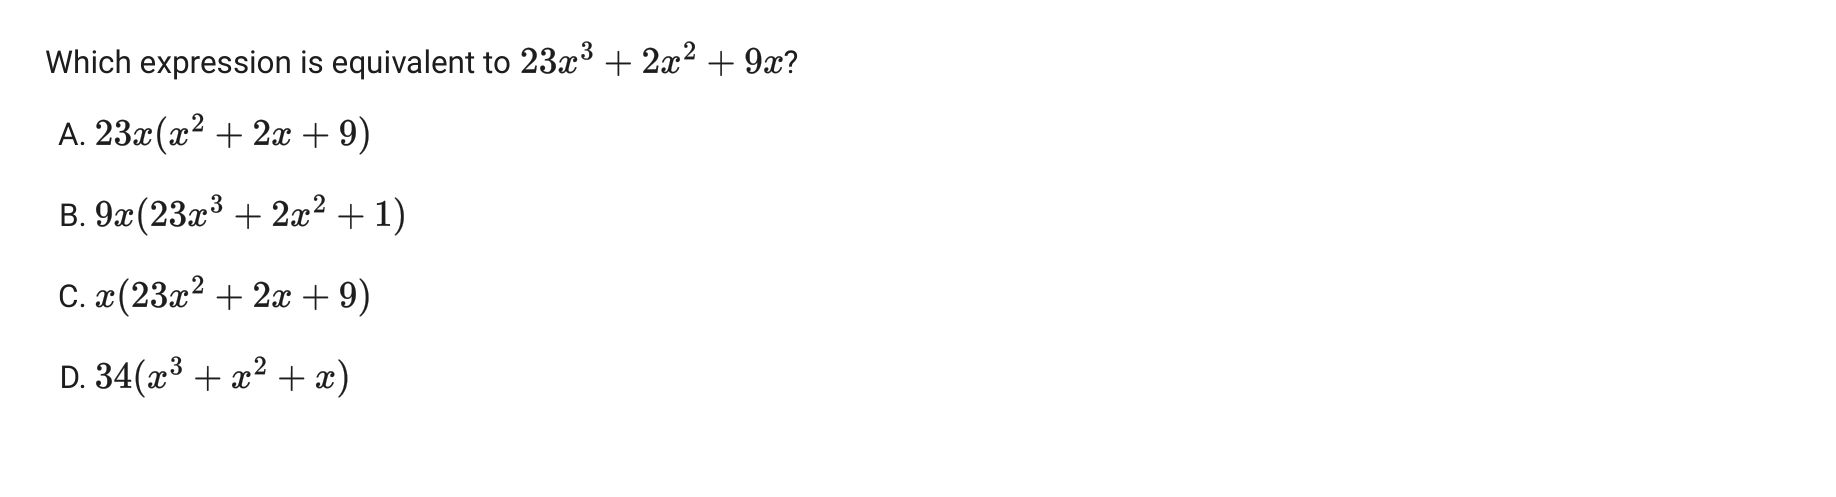 Which expression is equivalent to 23x³ + 2x² + 9x?
A. 23x(x² + 2x + 9)
B. 9x(23x³ + 2x² + 1)
C. x(23x² + 2x + 9)
D. 34(x³ + x² + x)